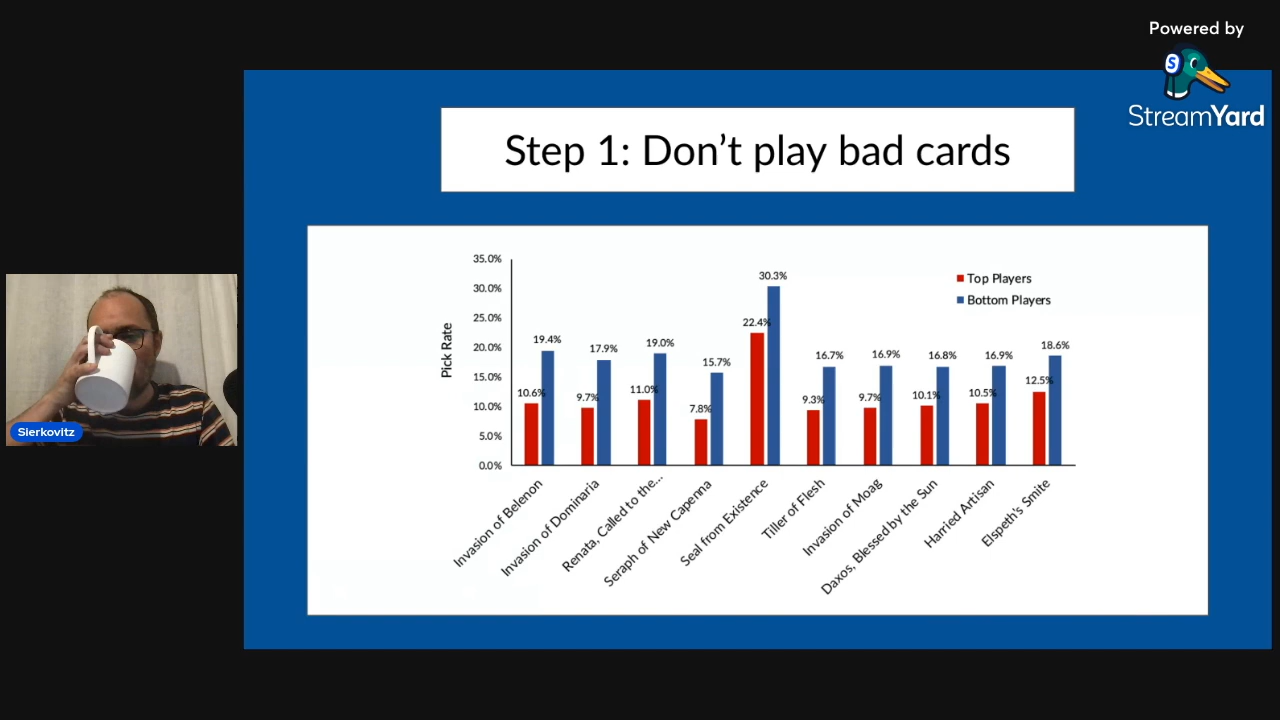 Powered by
StreamYard
Step 1: Don't play bad cards
35.0%
30.0%
25.0%
20.0%
15.0%
10.0%
5.0%
0.0%
Pick Rate
Top Players
Bottom Players
10.6%
19.4%
9.7%
17.9%
11.0%
19.0%
7.8%
15.7%
22.4%
30.3%
9.3%
16.7%
9.7%
16.9%
10.1%
16.8%
10.5%
16.9%
12.5%
18.6%
Invasion of Belenon
Invasion of Dominaria
Renata, Called to the...
Seraph of New Capenna
Seal from Existence
Tiller of Flesh
Invasion of Moag
Daxos, Blessed by the Sun
Harried Artisan
Elspeth's Smite
Sierkovitz